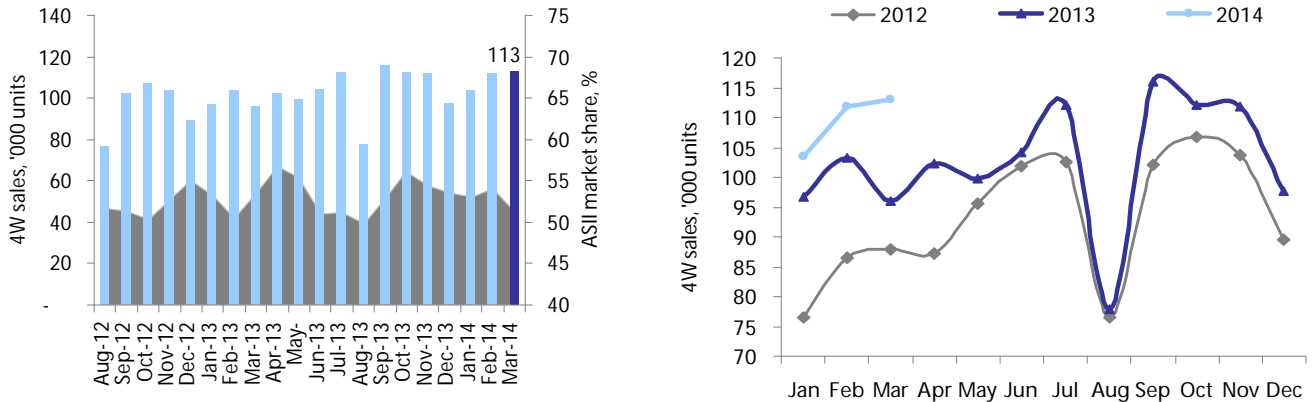 140
120
100
80
60
40
20
-
4W sales, '000 units
113
75
70
65
60
55
50
45
40
ASII market share, %
Aug-12
Sep-12
Oct-12
Nov-12
Dec-12
Jan-13
Feb-13
Mar-13
Apr-13
May-
Jun-13
Jul-13
Aug-13
Sep-13
Oct-13
Nov-13
Dec-13
Jan-14
Feb-14
Mar-14
2012 2013 2014
120
115
110
105
100
95
90
85
80
75
70
4W sales, '000 units
Jan Feb Mar Apr May Jun Jul Aug Sep Oct Nov Dec